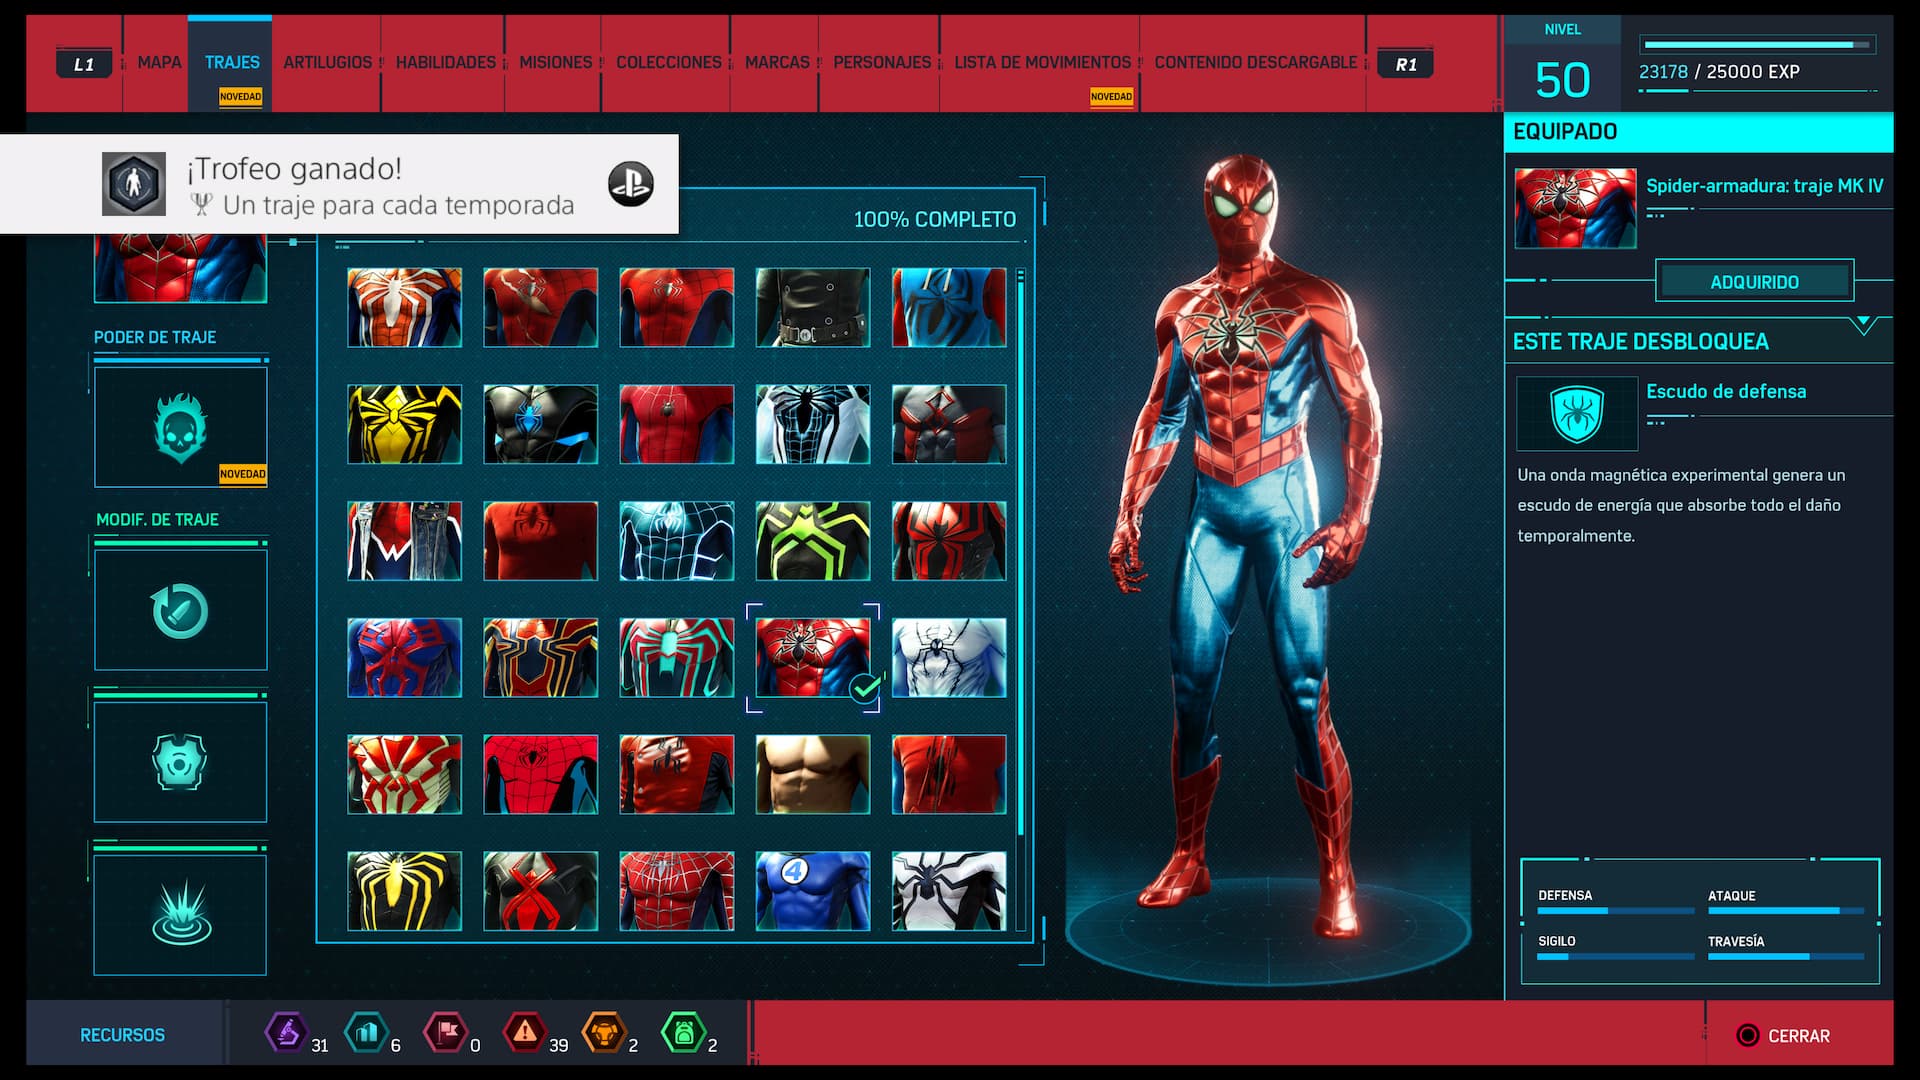 L1
MAPA
TRAJES
NOVEDAD
ARTILUGIOS
HABILIDADES
MISIONES
COLECCIONES
MARCAS
PERSONAJES
LISTA DE MOVIMIENTOS
NOVEDAD
CONTENIDO DESCARGABLE
R1
NIVEL
50
23178 / 25000 EXP
¡Trofeo ganado!
Un traje para cada temporada
100% COMPLETO
PODER DE TRAJE
NOVEDAD
MODIF. DE TRAJE
4
EQUIPADO
Spider-armadura: traje MK IV
ADQUIRIDO
ESTE TRAJE DESBLOQUEA
Escudo de defensa
Una onda magnética experimental genera un
escudo de energía que absorbe todo el daño
temporalmente.
DEFENSA
ATAQUE
SIGILO
TRAVESÍA
RECURSOS
31
6
0
39
2
2
CERRAR